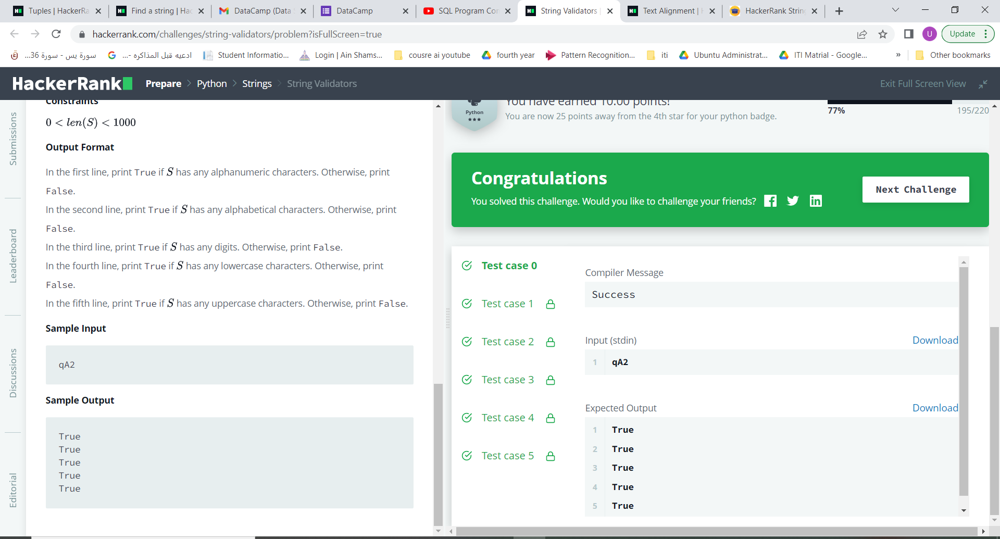 Tuples | HackerRa
Find a string | Hac
DataCamp (Data S
DataCamp
SQL Program Con
String Validators |
Text Alignment | H
HackerRank String
hackerrank.com/challenges/string-validators/problem?isFullScreen=true
U
Update
سورة يس - سورة 36...
ادعيه قبل المذاكره -...
Student Informatio...
Login | Ain Shams...
cousre ai youtube
fourth year
Pattern Recognition...
iti
Ubuntu Administrat...
ITI Matrial - Google...
»
Other bookmarks
HackerRank
Prepare > Python > Strings > String Validators
Exit Full Screen View
Submissions
Leaderboard
Discussions
Editorial
Constraints
0 < len(S) < 1000
Output Format
In the first line, print True if S has any alphanumeric characters. Otherwise, print
False.
In the second line, print True if S has any alphabetical characters. Otherwise, print
False.
In the third line, print True if S has any digits. Otherwise, print False.
In the fourth line, print True if S has any lowercase characters. Otherwise, print
False.
In the fifth line, print True if S has any uppercase characters. Otherwise, print False.
Sample Input
qA2
Sample Output
True
True
True
True
True
Python
You have earned 10.00 points!
You are now 25 points away from the 4th star for your python badge.
77%
195/220
Congratulations
You solved this challenge. Would you like to challenge your friends?
Next Challenge
Test case 0
Test case 1
Test case 2
Test case 3
Test case 4
Test case 5
Compiler Message
Success
Input (stdin)
Download
1 qA2
Expected Output
Download
1 True
2 True
3 True
4 True
5 True